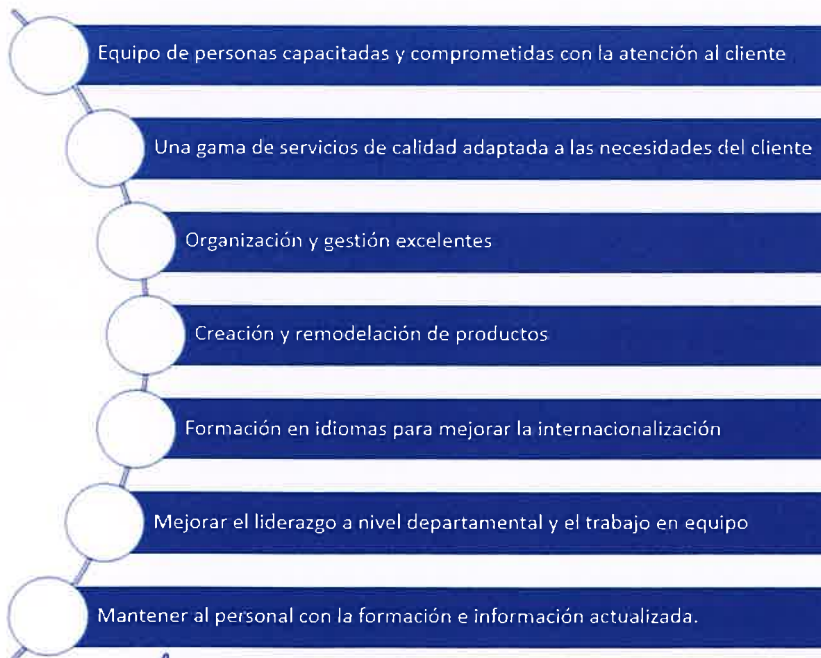 Equipo de personas capacitadas y comprometidas con la atención al cliente
Una gama de servicios de calidad adaptada a las necesidades del cliente
Organización y gestión excelentes
Creación y remodelación de productos
Formación en idiomas para mejorar la internacionalización
Mejorar el liderazgo a nivel departamental y el trabajo en equipo
Mantener al personal con la formación e información actualizada.